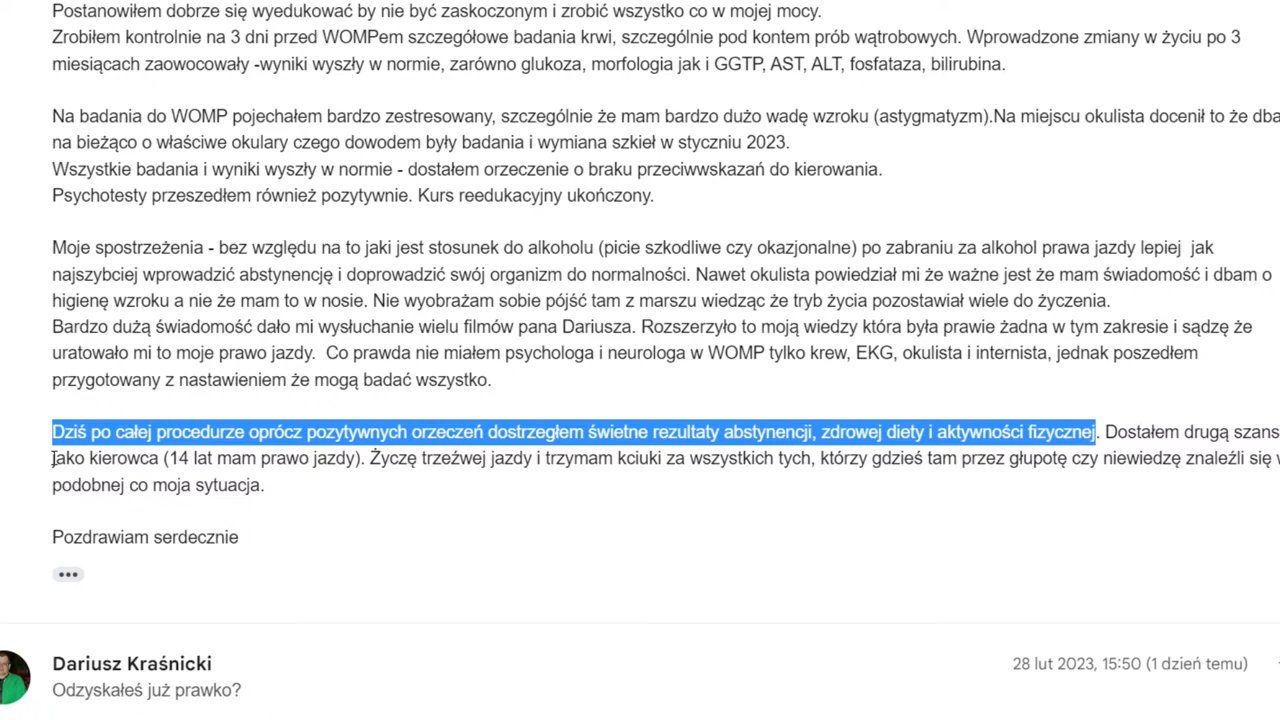 Postanowiłem dobrze się wyedukować by nie być zaskoczonym i zrobić wszystko co w mojej mocy.
Zrobiłem kontrolnie na 3 dni przed WOMPem szczegółowe badania krwi, szczególnie pod kontem prób wątrobowych. Wprowadzone zmiany w życiu po 3
miesiącach zaowocowały -wyniki wyszły w normie, zarówno glukoza, morfologia jak i GGTP, AST, ALT, fosfataza, bilirubina.
Na badania do WOMP pojechałem bardzo zestresowany, szczególnie że mam bardzo dużo wadę wzroku (astygmatyzm).Na miejscu okulista docenił to że dba
na bieżąco o właściwe okulary czego dowodem były badania i wymiana szkieł w styczniu 2023.
Wszystkie badania i wyniki wyszły w normie - dostałem orzeczenie o braku przeciwwskazań do kierowania.
Psychotesty przeszedłem również pozytywnie. Kurs reedukacyjny ukończony.
Moje spostrzeżenia - bez względu na to jaki jest stosunek do alkoholu (picie szkodliwe czy okazjonalne) po zabraniu za alkohol prawa jazdy lepiej jak
najszybciej wprowadzić abstynencję i doprowadzić swój organizm do normalności. Nawet okulista powiedział mi że ważne jest że mam świadomość i dbam o
higienę wzroku a nie że mam to w nosie. Nie wyobrażam sobie pójść tam z marszu wiedząc że tryb życia pozostawiał wiele do życzenia.
Bardzo dużą świadomość dało mi wysłuchanie wielu filmów pana Dariusza. Rozszerzyło to moją wiedzy która była prawie żadna w tym zakresie i sądzę że
uratowało mi to moje prawo jazdy. Co prawda nie miałem psychologa i neurologa w WOMP tylko krew, EKG, okulista i internista, jednak poszedłem
przygotowany z nastawieniem że mogą badać wszystko.
Dziś po całej procedurze oprócz pozytywnych orzeczeń dostrzegłem świetne rezultaty abstynencji, zdrowej diety i aktywności fizycznej. Dostałem drugą szans
jako kierowca (14 lat mam prawo jazdy). Życzę trzeźwej jazdy i trzymam kciuki za wszystkich tych, którzy gdzieś tam przez głupotę czy niewiedzę znaleźli się w
podobnej co moja sytuacja.
Pozdrawiam serdecznie
Dariusz Kraśnicki
28 lut 2023, 15:50 (1 dzień temu)
Odzyskałeś już prawko?